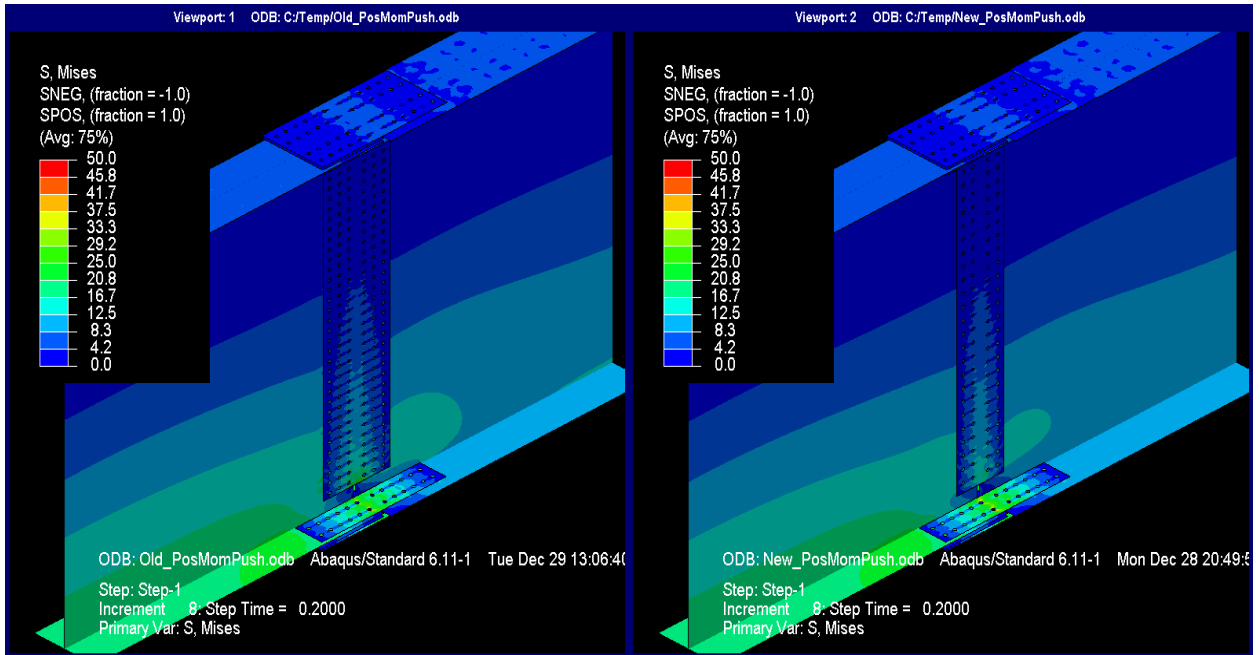 Viewport: 1 ODB: C:/Temp/Old_PosMomPush.odb
S, Mises
SNEG, (fraction = -1.0)
SPOS, (fraction = 1.0)
(Avg: 75%)
50.0
45.8
41.7
37.5
33.3
29.2
25.0
20.8
16.7
12.5
8.3
4.2
0.0
ODB: Old_PosMomPush.odb Abaqus/Standard 6.11-1 Tue Dec 29 13:06:40
Step: Step-1
Increment 8: Step Time = 0.2000
Primary Var: S, Mises
Viewport: 2 ODB: C:/Temp/New_PosMomPush.odb
S, Mises
SNEG, (fraction = -1.0)
SPOS, (fraction = 1.0)
(Avg: 75%)
50.0
45.8
41.7
37.5
33.3
29.2
25.0
20.8
16.7
12.5
8.3
4.2
0.0
ODB: New_PosMomPush.odb Abaqus/Standard 6.11-1 Mon Dec 28 20:49:5
Step: Step-1
Increment 8: Step Time = 0.2000
Primary Var: S, Mises